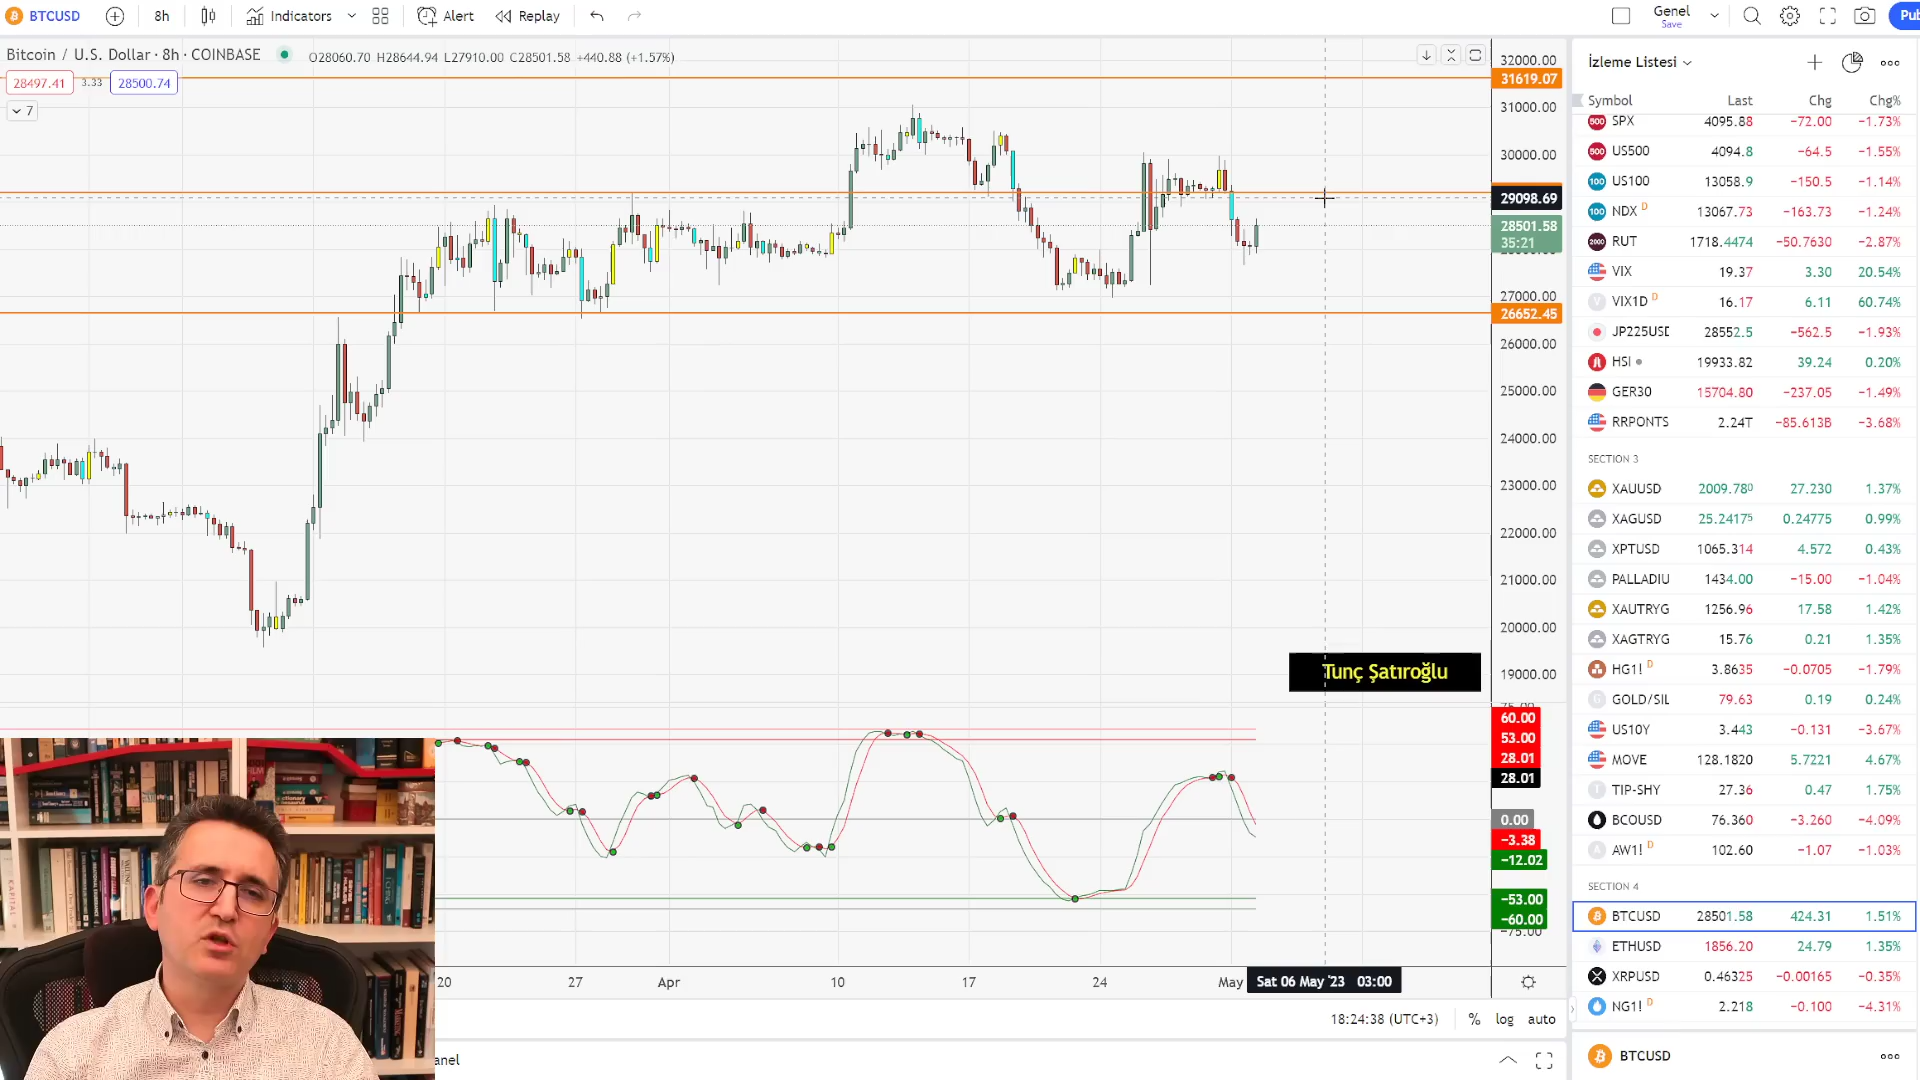 BTCUSD 8h Indicators Alert Replay Genel Save Pub
Bitcoin / U.S. Dollar · 8h · COINBASE O28060.70 H28644.94 L27910.00 C28501.58 +440.88 (+1.57%)
28497.41 3.33 28500.74
7
32000.00
31619.07
31000.00
30000.00
29098.69
28501.58
35:21
27000.00
26652.45
26000.00
25000.00
24000.00
23000.00
22000.00
21000.00
20000.00
19000.00
Tunç Şatıroğlu
60.00
53.00
28.01
28.01
0.00
−3.38
−12.02
−53.00
−60.00
−75.00
20 27 Apr 10 17 24 May Sat 06 May '23 03:00
18:24:38 (UTC+3) % log auto
anel
İzleme Listesi
Symbol Last Chg Chg%
SPX 4095.88 −72.00 −1.73%
US500 4094.8 −64.5 −1.55%
US100 13058.9 −150.5 −1.14%
NDX D 13067.73 −163.73 −1.24%
RUT 1718.4474 −50.7630 −2.87%
VIX 19.37 3.30 20.54%
VIX1D D 16.17 6.11 60.74%
JP225USD 28552.5 −562.5 −1.93%
HSI 19933.82 39.24 0.20%
GER30 15704.80 −237.05 −1.49%
RRPONTS 2.24T −85.613B −3.68%
SECTION 3
XAUUSD 2009.780 27.230 1.37%
XAGUSD 25.24175 0.24775 0.99%
XPTUSD 1065.314 4.572 0.43%
PALLADIU 1434.00 −15.00 −1.04%
XAUTRYG 1256.96 17.58 1.42%
XAGTRYG 15.76 0.21 1.35%
HG1! D 3.8635 −0.0705 −1.79%
GOLD/SIL 79.63 0.19 0.24%
US10Y 3.443 −0.131 −3.67%
MOVE 128.1820 5.7221 4.67%
TIP-SHY 27.36 0.47 1.75%
BCOUSD 76.360 −3.260 −4.09%
AW1! D 102.60 −1.07 −1.03%
SECTION 4
BTCUSD 28501.58 424.31 1.51%
ETHUSD 1856.20 24.79 1.35%
XRPUSD 0.46325 −0.00165 −0.35%
NG1! D 2.218 −0.100 −4.31%
BTCUSD